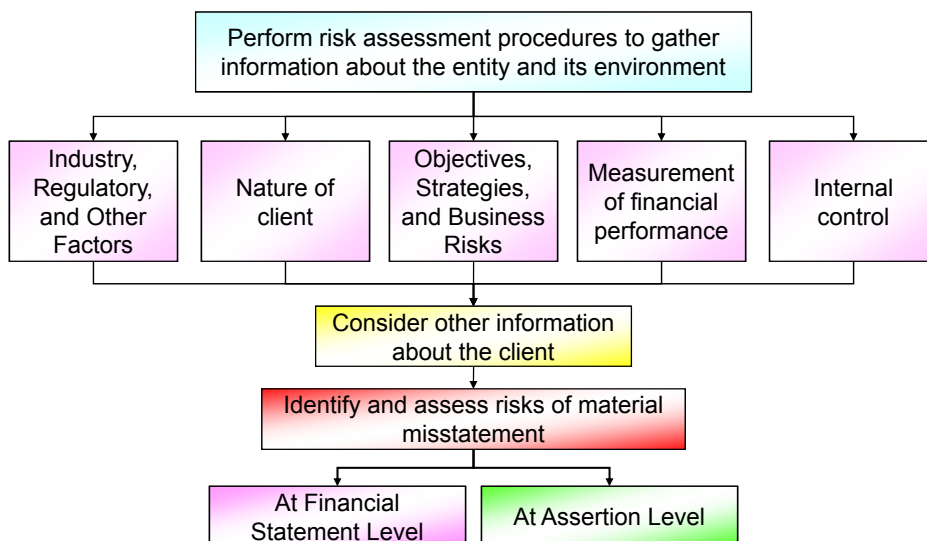 Perform risk assessment procedures to gather
information about the entity and its environment
Industry,
Regulatory,
and Other
Factors
Nature of
client
Objectives,
Strategies,
and Business
Risks
Measurement
of financial
performance
Internal
control
Consider other information
about the client
Identify and assess risks of material
misstatement
At Financial
Statement Level
At Assertion Level